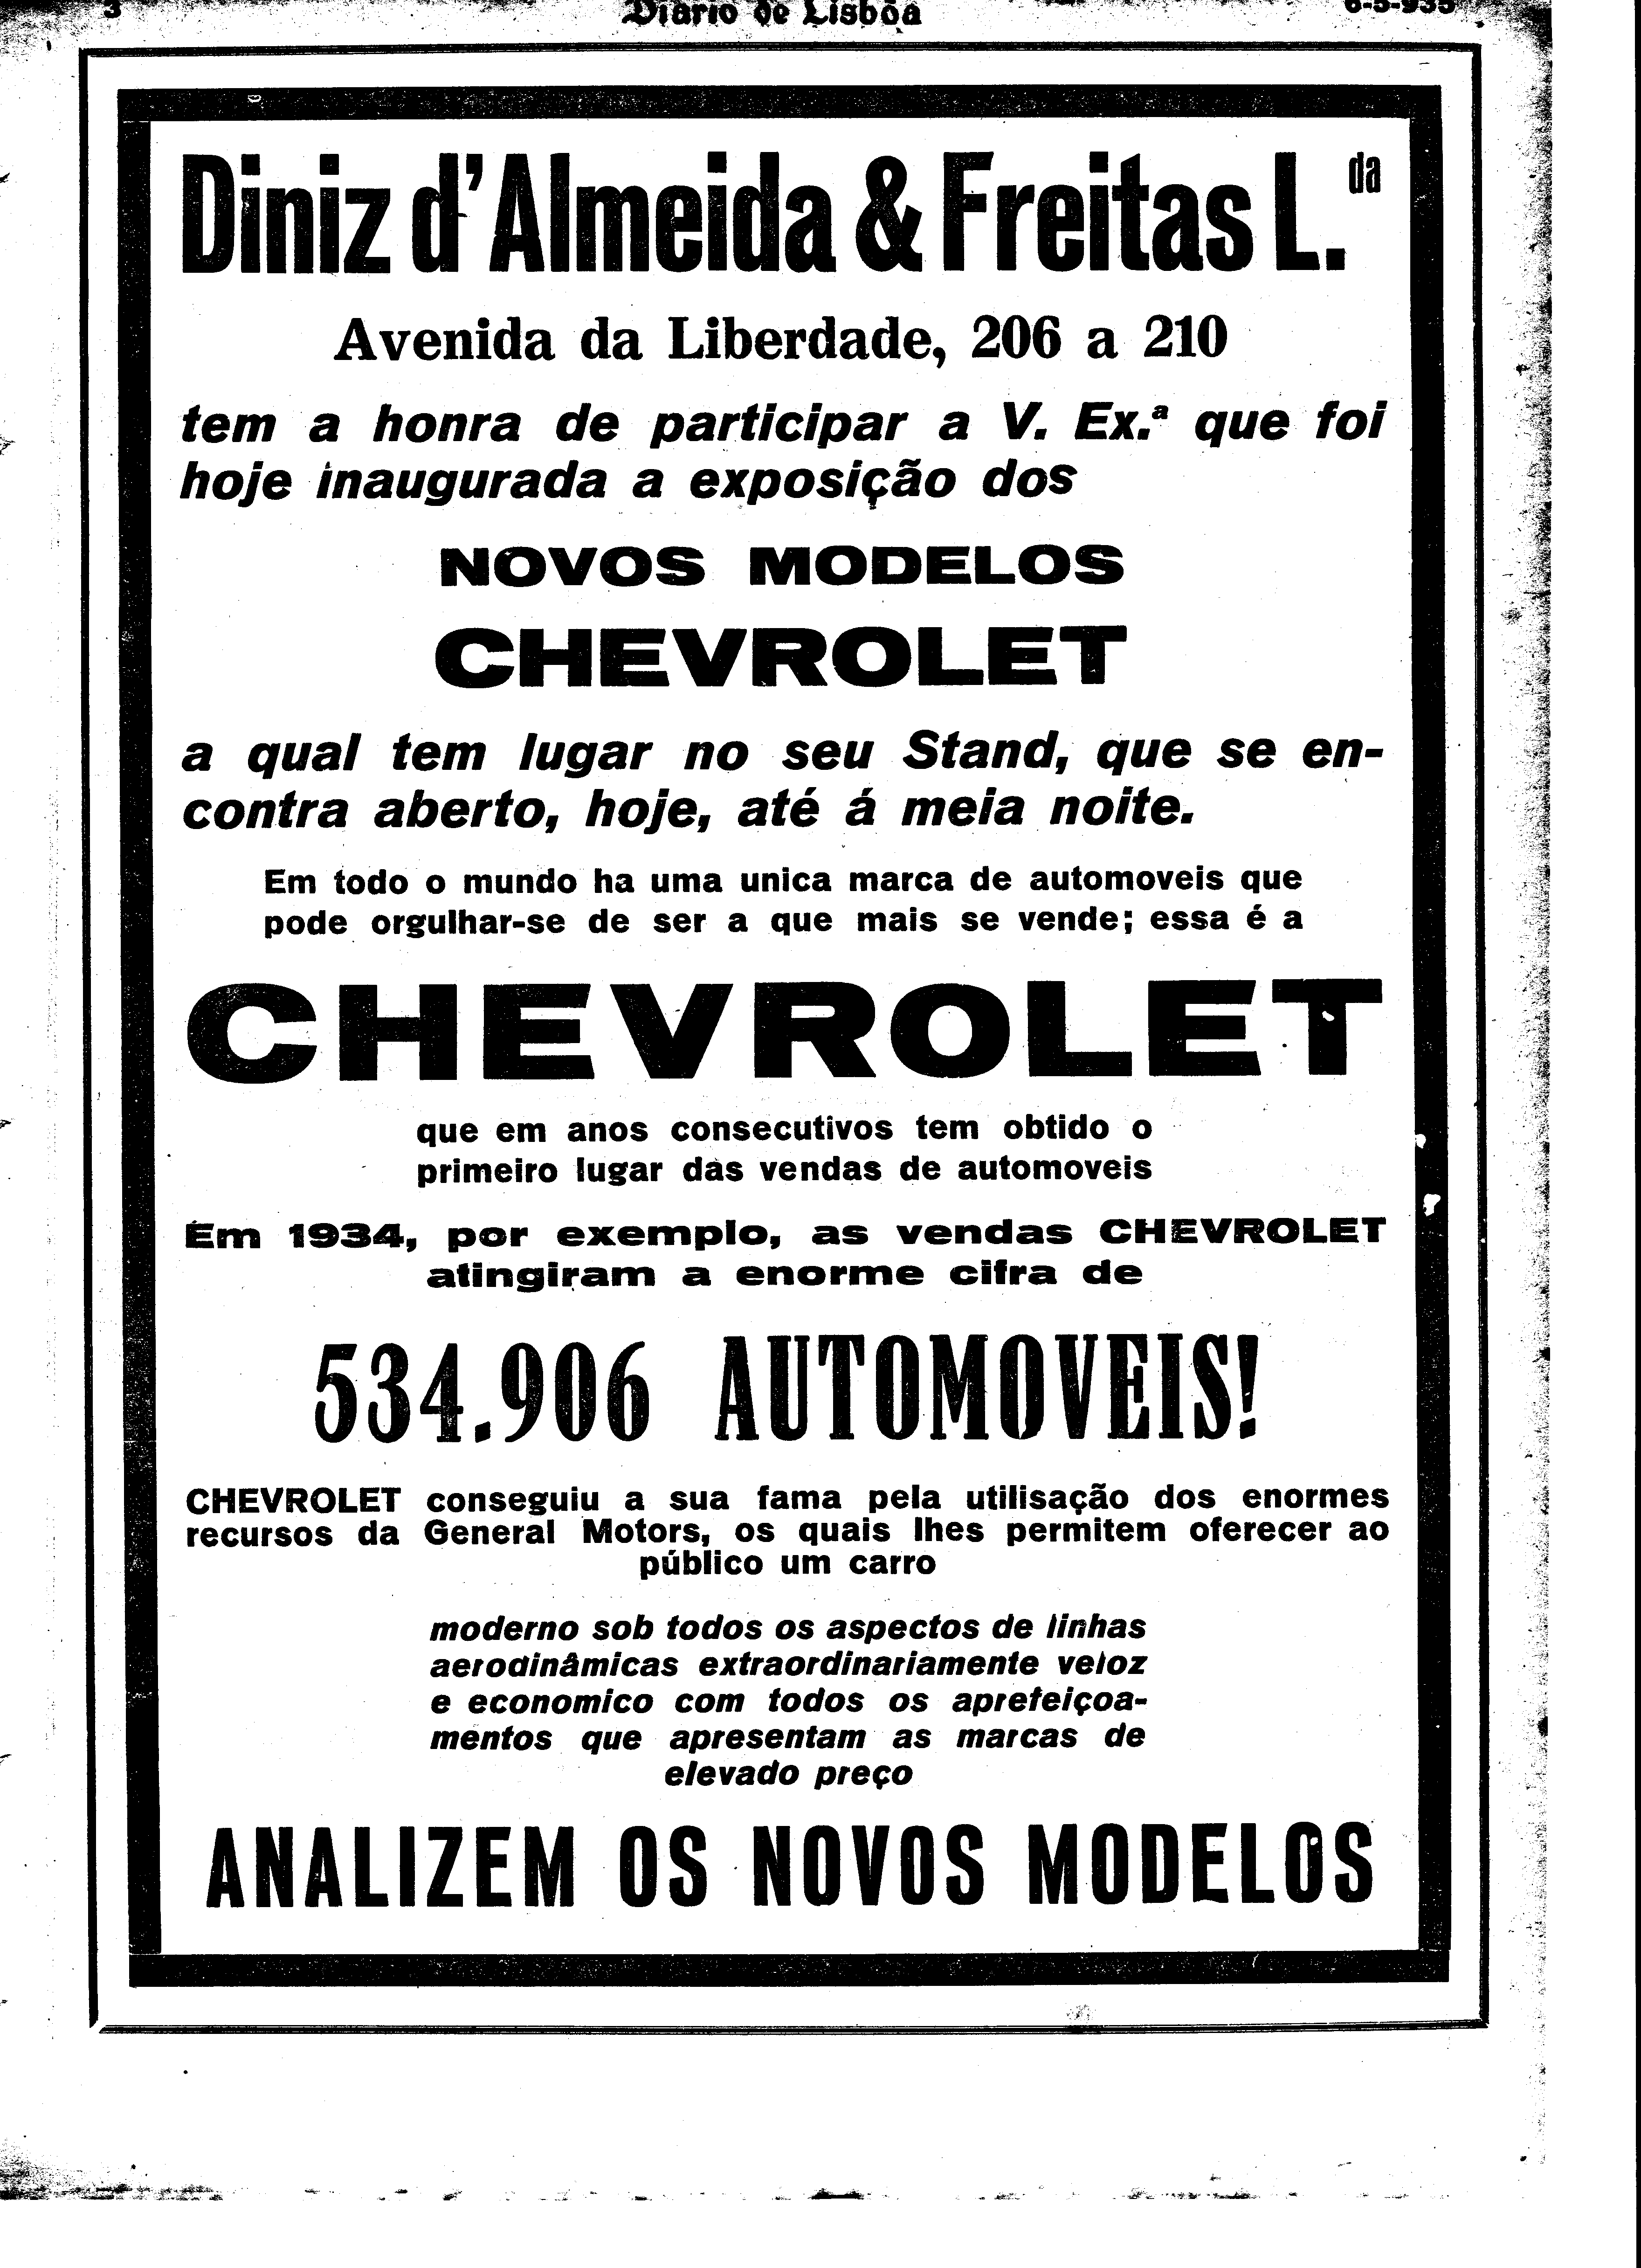 3 Diario de Lisbôa 6-5-935
Diniz d'Almeida & Freitas L.da
Avenida da Liberdade, 206 a 210
tem a honra de participar a V. Ex.ª que foi
hoje inaugurada a exposição dos
NOVOS MODELOS
CHEVROLET
a qual tem lugar no seu Stand, que se en-
contra aberto, hoje, até á meia noite.
Em todo o mundo ha uma unica marca de automoveis que
pode orgulhar-se de ser a que mais se vende; essa é a
CHEVROLET
que em anos consecutivos tem obtido o
primeiro lugar das vendas de automoveis
Em 1934, por exemplo, as vendas CHEVROLET
atingiram a enorme cifra de
534.906 AUTOMOVEIS!
CHEVROLET conseguiu a sua fama pela utilisação dos enormes
recursos da General Motors, os quais lhes permitem oferecer ao
público um carro
moderno sob todos os aspectos de linhas
aerodinâmicas extraordinariamente veloz
e economico com todos os aprefeiçoa-
mentos que apresentam as marcas de
elevado preço
ANALIZEM OS NOVOS MODELOS